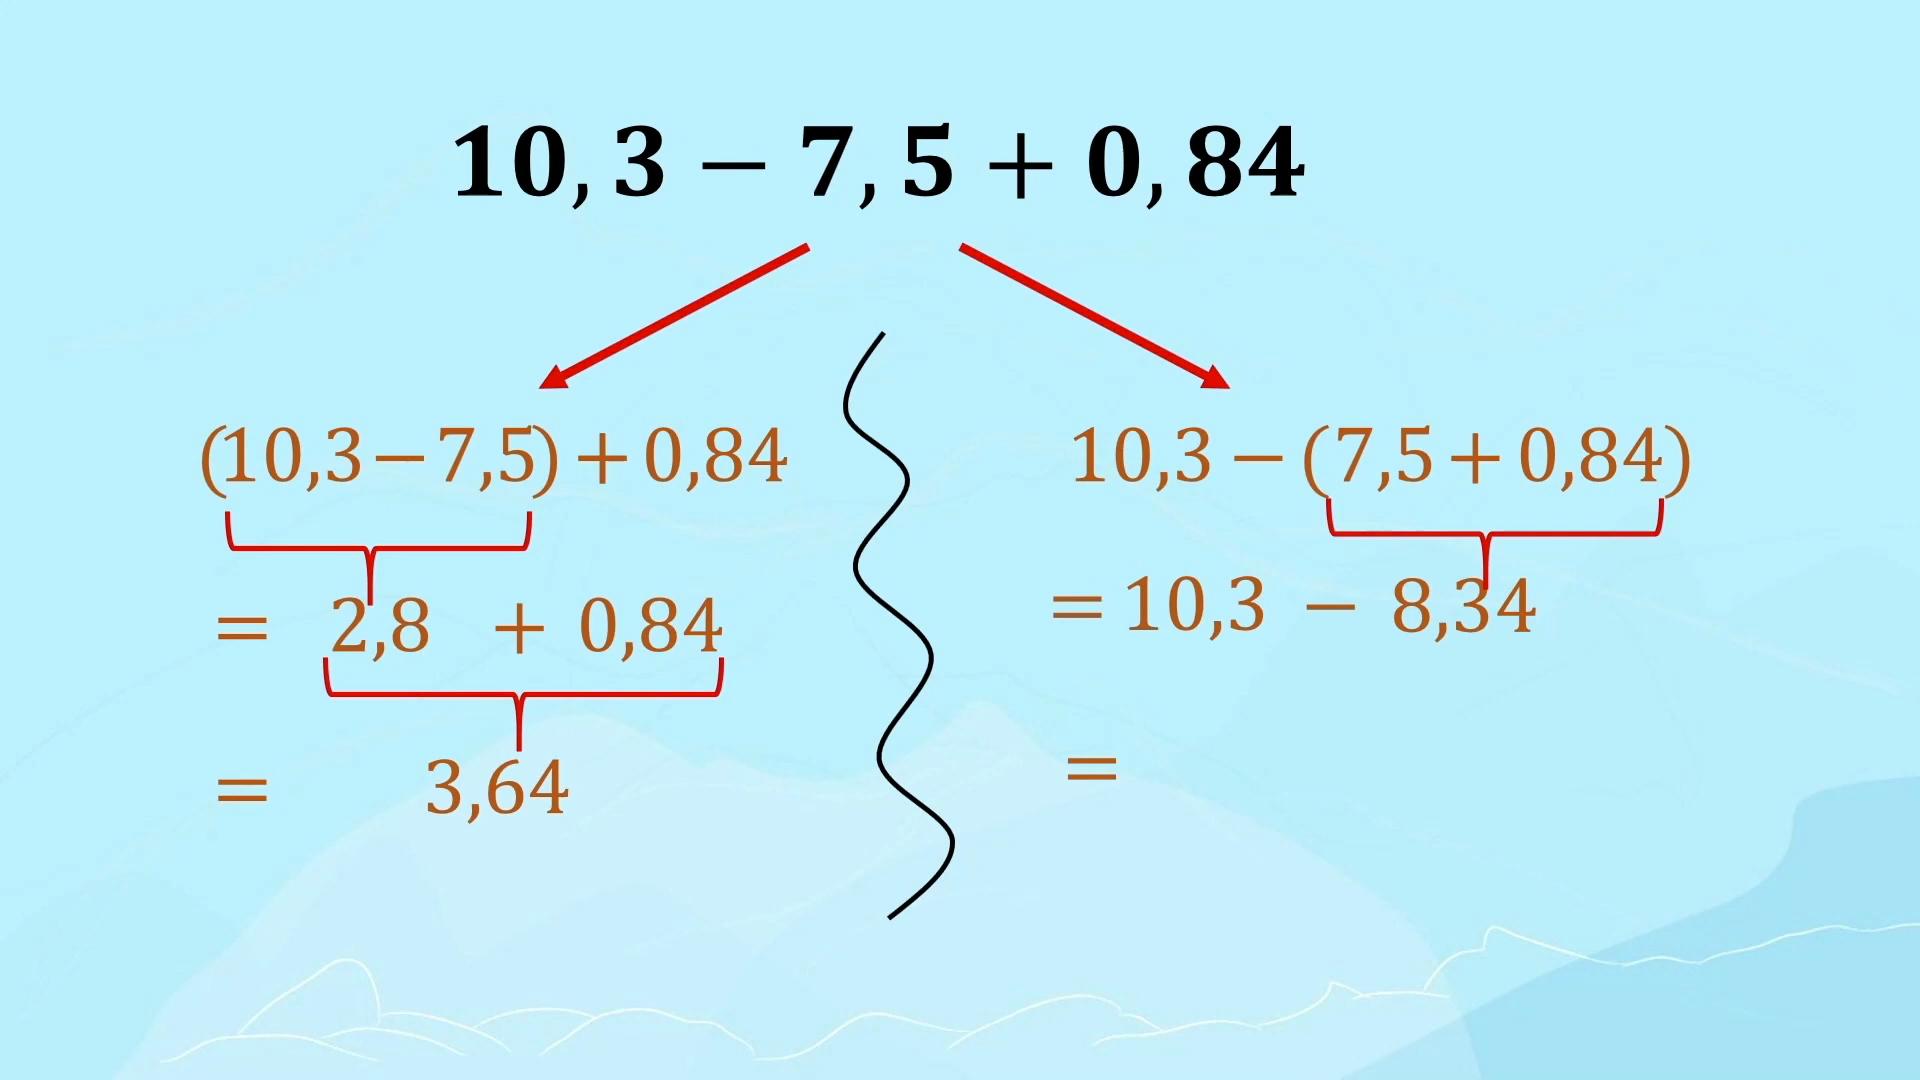 10,3 − 7,5 + 0,84
(10,3−7,5) + 0,84
= 2,8 + 0,84
= 3,64
10,3 − (7,5 + 0,84)
= 10,3 − 8,34
=